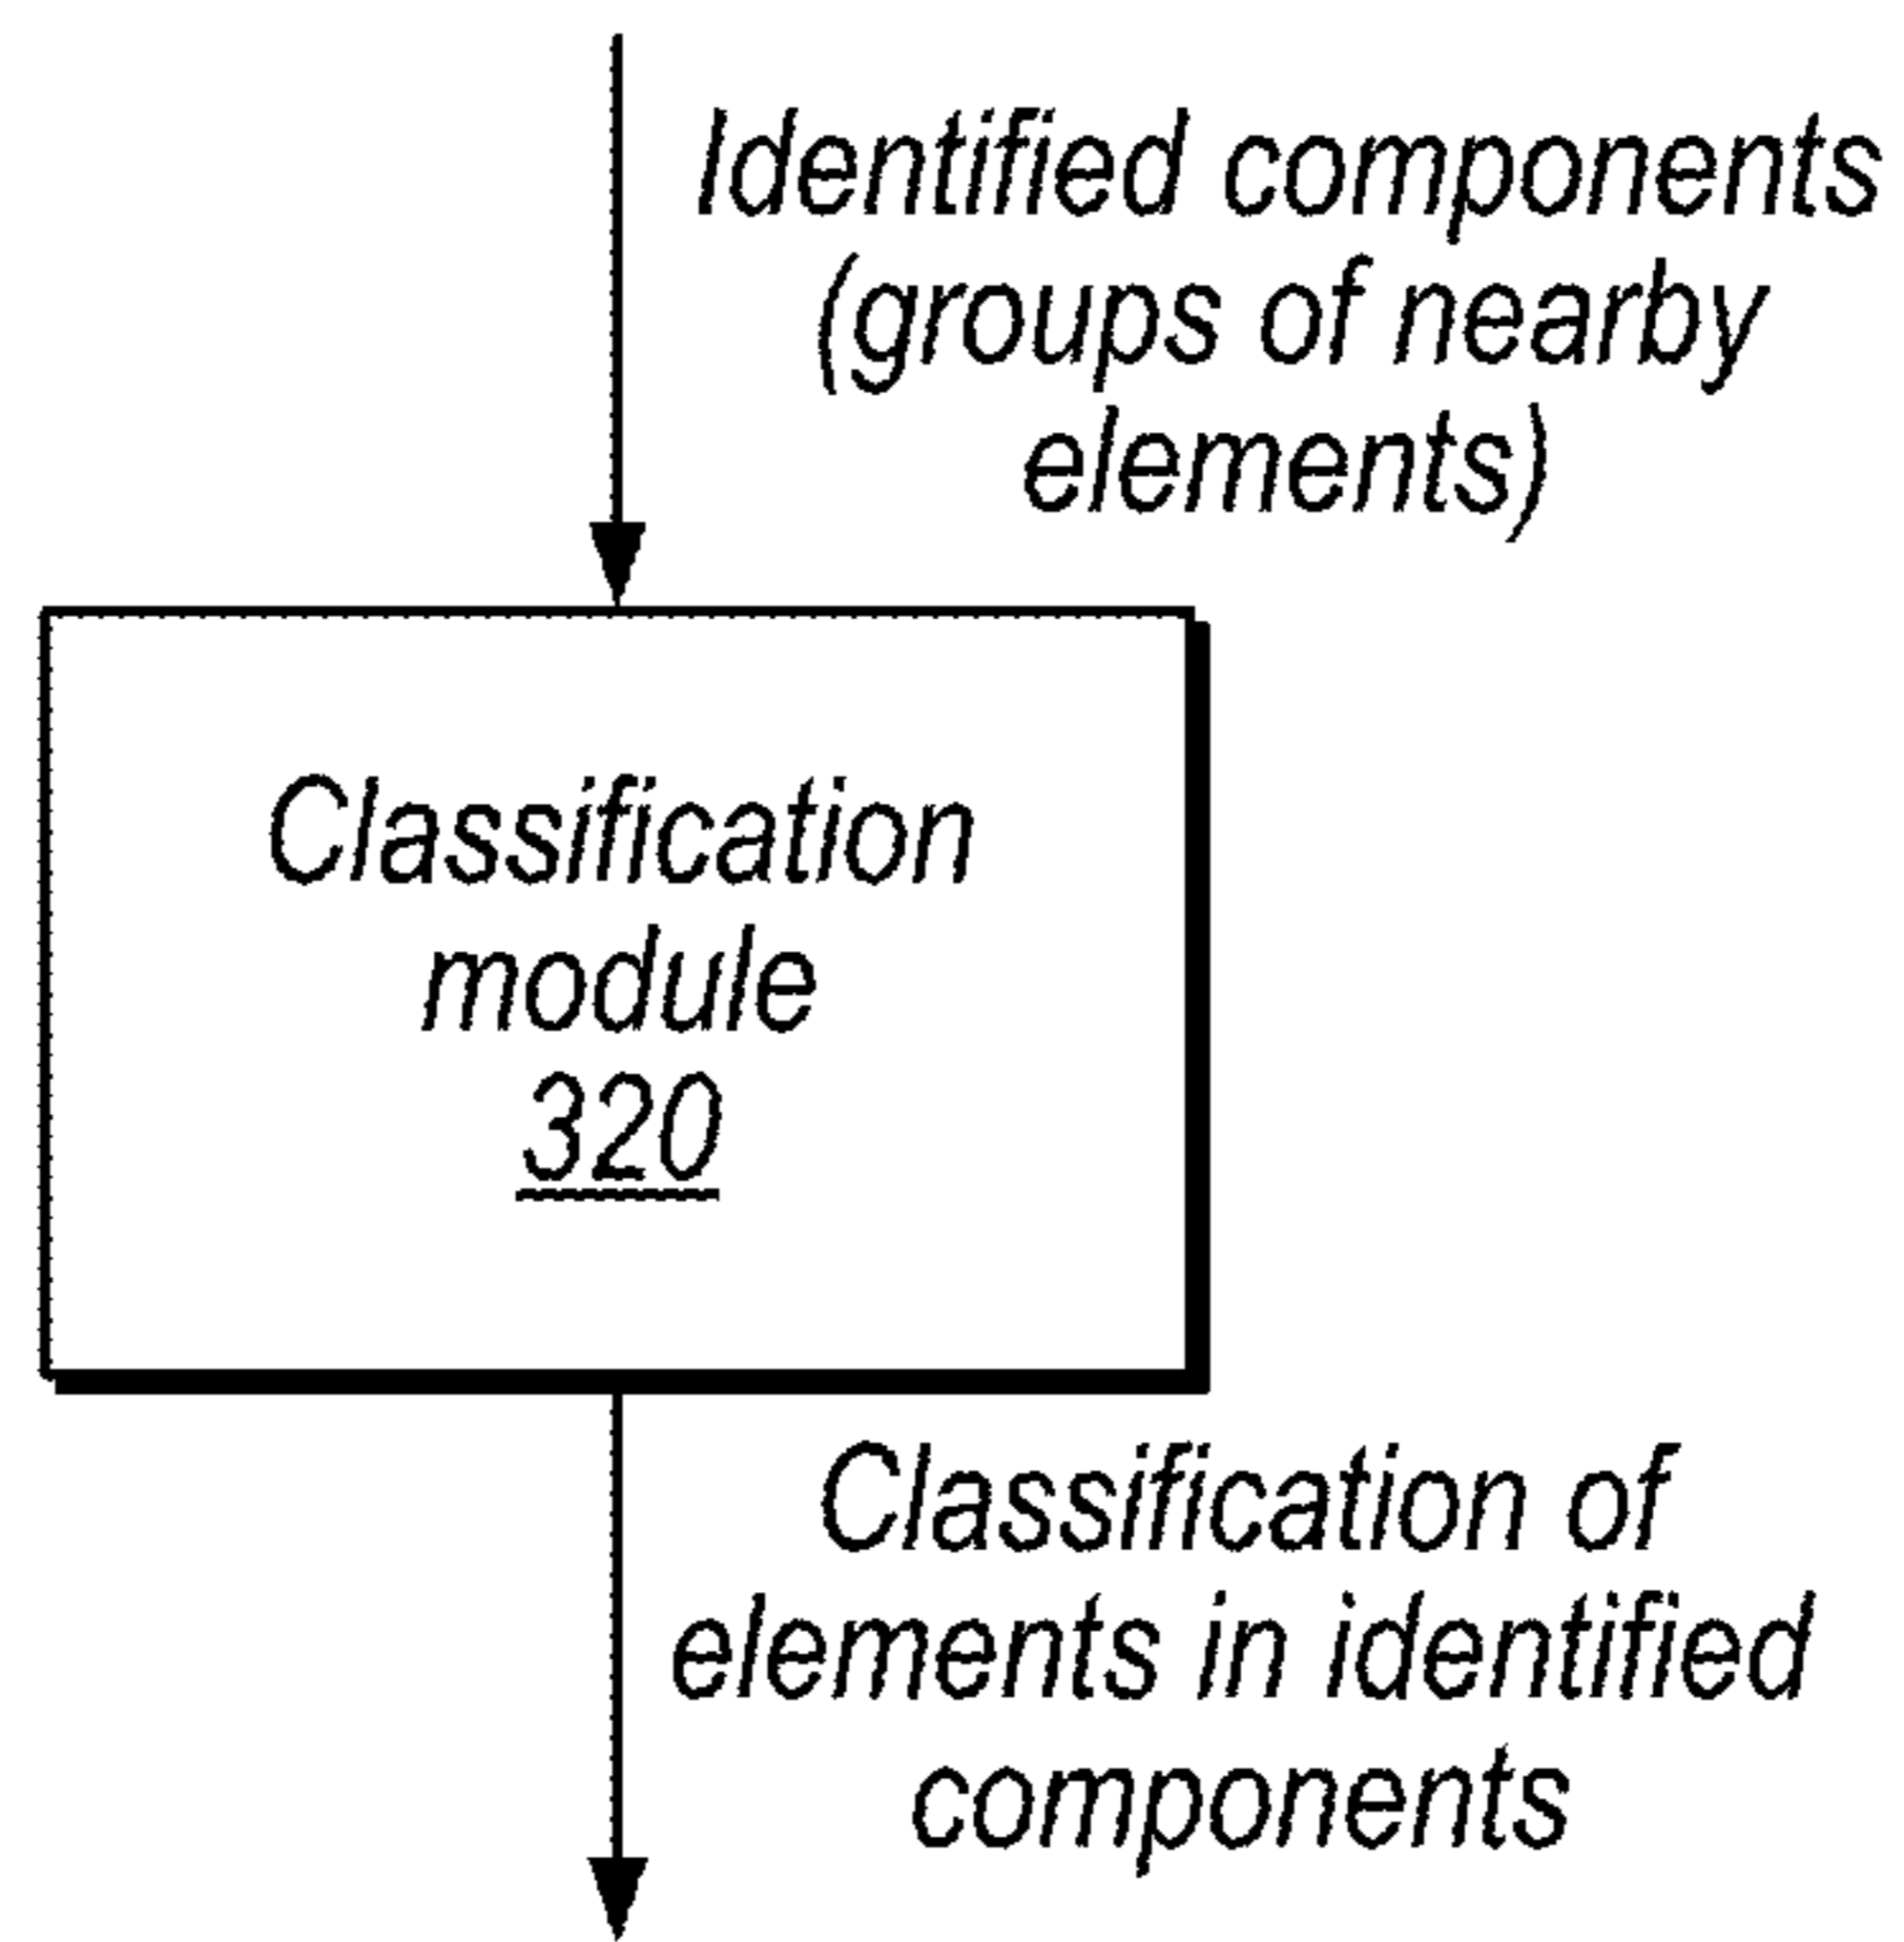 Identified components
(groups of nearby
elements)
Classification
module
320
Classification of
elements in identified
components